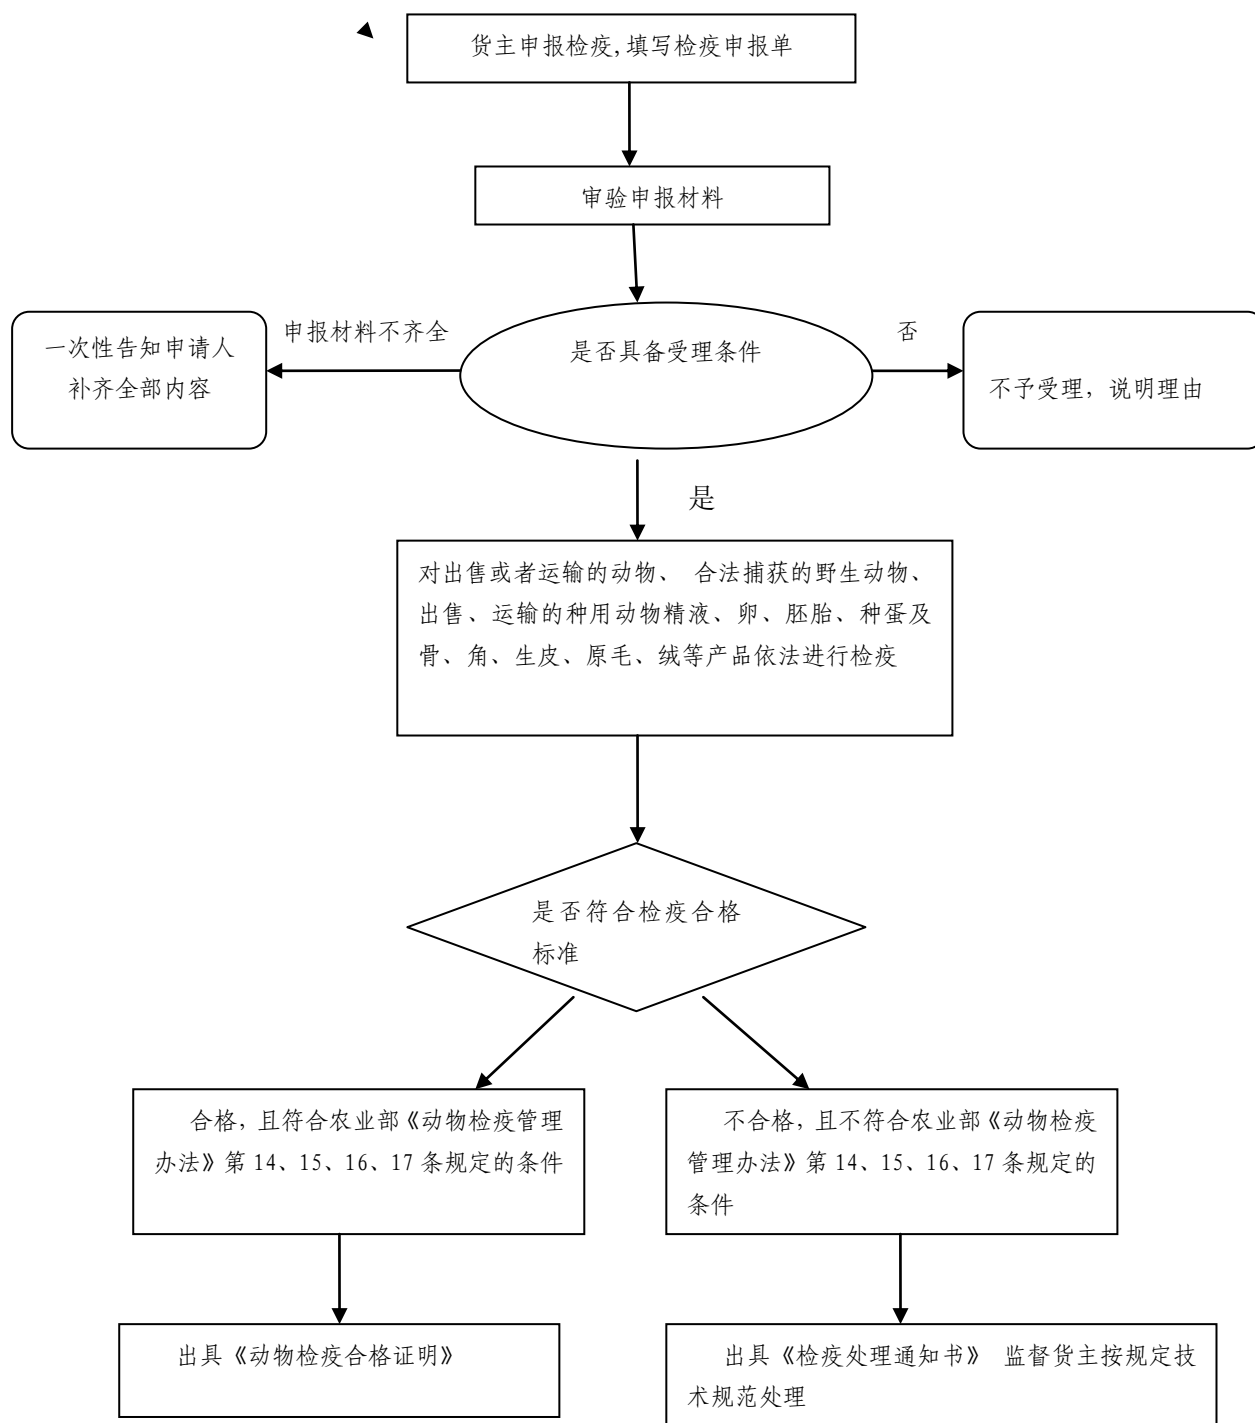 货主申报检疫,填写检疫申报单
审验申报材料
申报材料不齐全
否
是否具备受理条件
一次性告知申请人
补齐全部内容
不予受理，说明理由
是
对出售或者运输的动物、 合法捕获的野生动物、
出售、运输的种用动物精液、卵、胚胎、种蛋及
骨、角、生皮、原毛、绒等产品依法进行检疫
是否符合检疫合格
标准
合格，且符合农业部《动物检疫管理
办法》第 14、15、16、17 条规定的条件
不合格，且不符合农业部《动物检疫
管理办法》第 14、15、16、17 条规定的
条件
出具《动物检疫合格证明》
出具《检疫处理通知书》 监督货主按规定技
术规范处理